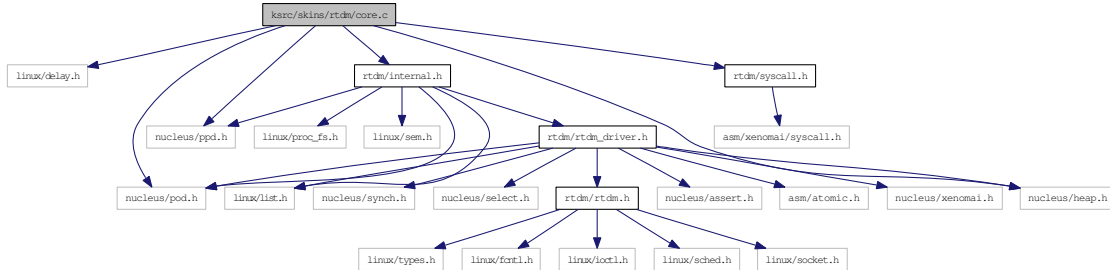 ksrc/skins/rtdm/core.c
linux/delay.h
rtdm/internal.h
rtdm/syscall.h
nucleus/ppd.h
linux/proc_fs.h
linux/sem.h
rtdm/rtdm_driver.h
asm/xenomai/syscall.h
nucleus/pod.h
linux/list.h
nucleus/synch.h
nucleus/select.h
rtdm/rtdm.h
nucleus/assert.h
asm/atomic.h
nucleus/xenomai.h
nucleus/heap.h
linux/types.h
linux/fcntl.h
linux/ioctl.h
linux/sched.h
linux/socket.h